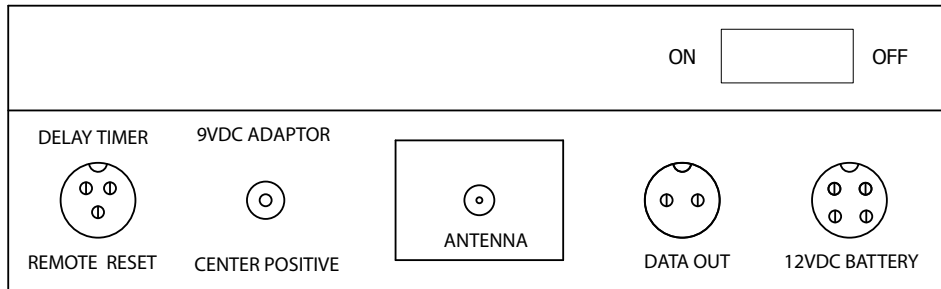 ON OFF
DELAY TIMER
9VDC ADAPTOR
REMOTE RESET
CENTER POSITIVE
ANTENNA
DATA OUT
12VDC BATTERY